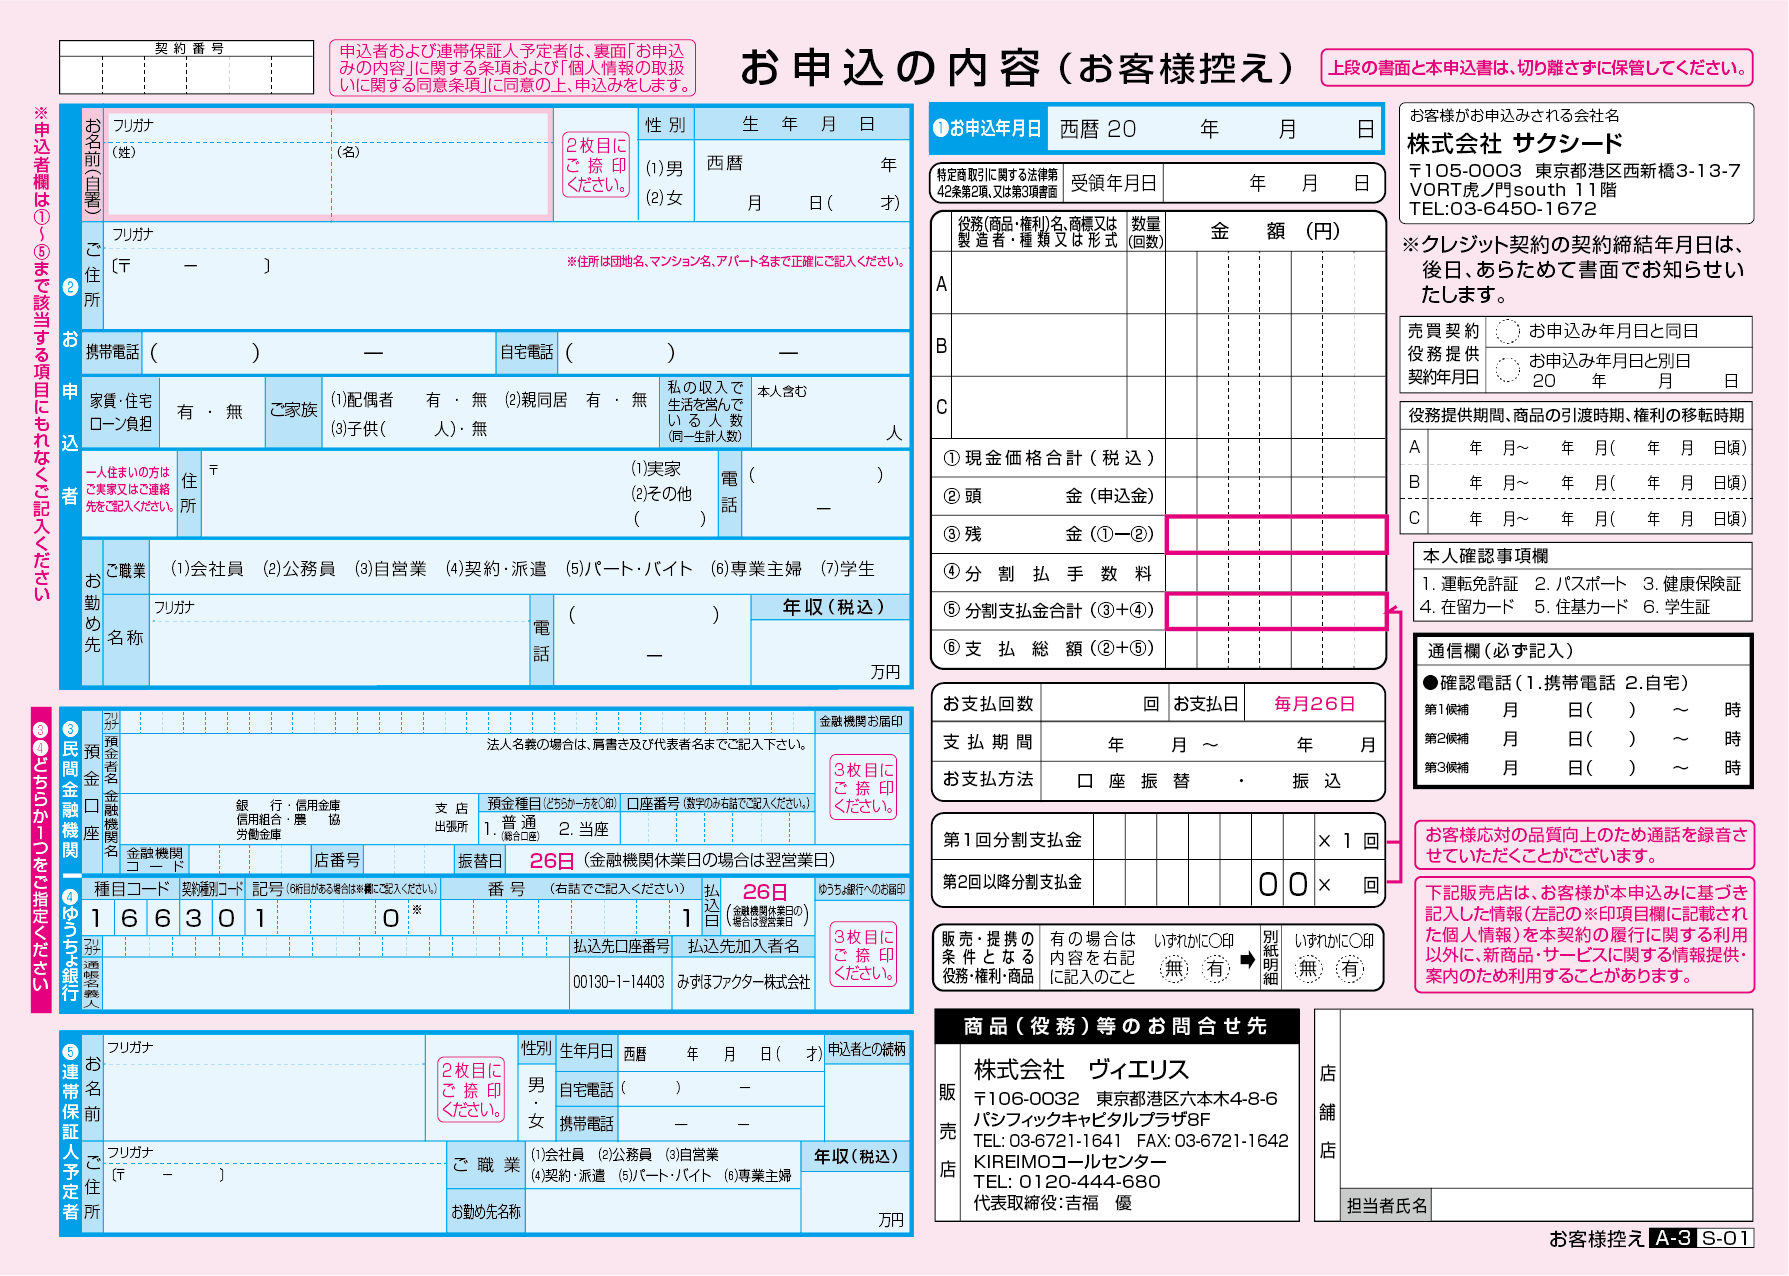 契約番号
申込者および連帯保証人予定者は、裏面「お申込
みの内容」に関する条項および「個人情報の取扱
いに関する同意条項」に同意の上、申込みをします。
お申込の内容（お客様控え）
上段の書面と本申込書は、切り離さずに保管してください。
※申込者欄は①～⑤まで該当する項目にもれなくご記入ください
❷お申込者
お名前（自署）
フリガナ
(姓)
(名)
2枚目に
ご捺印
ください。
性別
(1)男
(2)女
生年月日
西暦 年
月 日( 才)
ご住所
フリガナ
(〒 － )
※住所は団地名、マンション名、アパート名まで正確にご記入ください。
携帯電話 ( ) －
自宅電話 ( ) －
家賃・住宅
ローン負担
有・無
ご家族
(1)配偶者 有・無 (2)親同居 有・無
(3)子供( 人)・無
私の収入で
生活を営んで
いる人数
(同一生計人数)
本人含む
人
一人住まいの方は
ご実家又はご連絡
先をご記入ください。
住所
〒
(1)実家
(2)その他
( )
電話
( )
－
お勤め先
ご職業
(1)会社員 (2)公務員 (3)自営業 (4)契約・派遣 (5)パート・バイト (6)専業主婦 (7)学生
名称
フリガナ
電話
( )
－
年収(税込)
万円
❸❹どちらか1つをご指定ください
❸民間金融機関
預金口座
フリガナ
預金者名
法人名義の場合は、肩書き及び代表者名までご記入下さい。
金融機関お届印
3枚目に
ご捺印
ください。
金融機関名
銀行・信用金庫
信用組合・農協
労働金庫
支店
出張所
預金種目(どちらか一方を○印)
1.普通(総合口座) 2.当座
口座番号(数字のみ右詰でご記入ください。)
金融機関
コード
店番号
振替日
26日(金融機関休業日の場合は翌営業日)
❹ゆうちょ銀行
種目コード
166
契約種別コード
30
記号(6桁目がある場合は※欄にご記入ください。)
1 0 ※
番号 (右詰でご記入ください)
1
払込日
26日
(金融機関休業日の
場合は翌営業日)
ゆうちょ銀行へのお届印
3枚目に
ご捺印
ください。
フリガナ
通帳名義人
払込先口座番号
00130-1-14403
払込先加入者名
みずほファクター株式会社
❺連帯保証人予定者
お名前
フリガナ
2枚目に
ご捺印
ください。
性別
男・女
生年月日
西暦 年 月 日( 才)
自宅電話 ( ) －
携帯電話 － －
申込者との続柄
ご住所
フリガナ
(〒 － )
ご職業
(1)会社員 (2)公務員 (3)自営業
(4)契約・派遣 (5)パート・バイト (6)専業主婦
お勤め先名称
年収(税込)
万円
❶お申込年月日
西暦 20 年 月 日
特定商取引に関する法律第
42条第2項、又は第3項書面
受領年月日
年 月 日
役務(商品・権利)名、商標又は
製造者・種類又は形式
数量
(回数)
金額 (円)
A
B
C
①現金価格合計(税込)
②頭金(申込金)
③残金(①－②)
④分割払手数料
⑤分割支払金合計(③＋④)
⑥支払総額(②＋⑤)
お支払回数 回
お支払日 毎月26日
支払期間 年 月 ～ 年 月
お支払方法 口座振替・振込
第1回分割支払金 ×1回
第2回以降分割支払金 00× 回
販売・提携の
条件となる
役務・権利・商品
有の場合は
内容を右記
に記入のこと
いずれかに○印
無 有
➡
別紙明細
いずれかに○印
無 有
商品(役務)等のお問合せ先
販売店
株式会社 ヴィエリス
〒106-0032 東京都港区六本木4-8-6
パシフィックキャピタルプラザ8F
TEL: 03-6721-1641 FAX: 03-6721-1642
KIREIMOコールセンター
TEL: 0120-444-680
代表取締役：吉福 優
お客様がお申込みされる会社名
株式会社 サクシード
〒105-0003 東京都港区西新橋3-13-7
VORT虎ノ門south 11階
TEL:03-6450-1672
※クレジット契約の契約締結年月日は、
後日、あらためて書面でお知らせい
たします。
売買契約
役務提供
契約年月日
お申込み年月日と同日
お申込み年月日と別日
20 年 月 日
役務提供期間、商品の引渡時期、権利の移転時期
A 年 月～ 年 月( 年 月 日頃)
B 年 月～ 年 月( 年 月 日頃)
C 年 月～ 年 月( 年 月 日頃)
本人確認事項欄
1. 運転免許証 2. パスポート 3. 健康保険証
4. 在留カード 5. 住基カード 6. 学生証
通信欄(必ず記入)
●確認電話(1.携帯電話 2.自宅)
第1候補 月 日( ) ～ 時
第2候補 月 日( ) ～ 時
第3候補 月 日( ) ～ 時
お客様応対の品質向上のため通話を録音さ
せていただくことがございます。
下記販売店は、お客様が本申込みに基づき
記入した情報(左記の※印項目欄に記載され
た個人情報)を本契約の履行に関する利用
以外に、新商品・サービスに関する情報提供・
案内のため利用することがあります。
店舗店
担当者氏名
お客様控え A-3 S-01